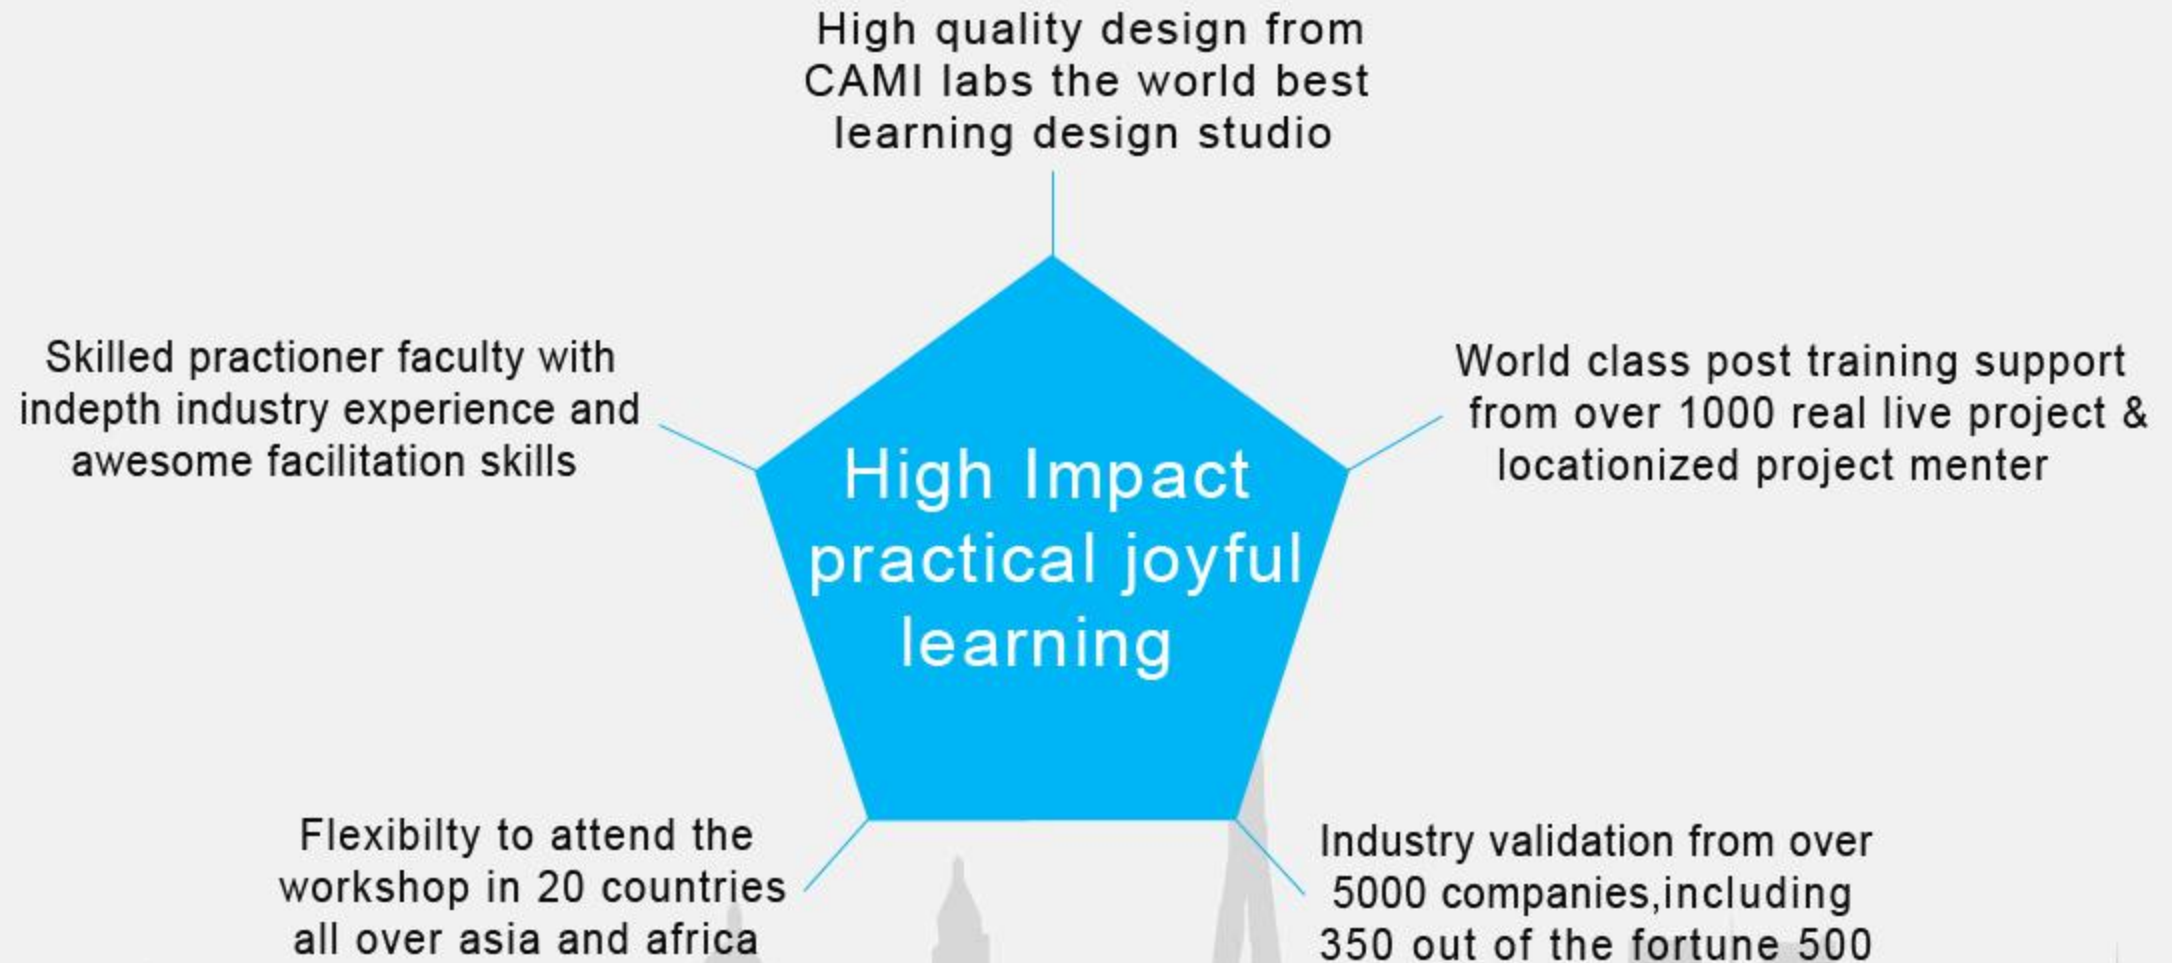 High quality design from
CAMI labs the world best
learning design studio
Skilled practioner faculty with
indepth industry experience and
awesome facilitation skills
World class post training support
from over 1000 real live project &
locationized project menter
High Impact
practical joyful
learning
Flexibilty to attend the
workshop in 20 countries
all over asia and africa
Industry validation from over
5000 companies,including
350 out of the fortune 500